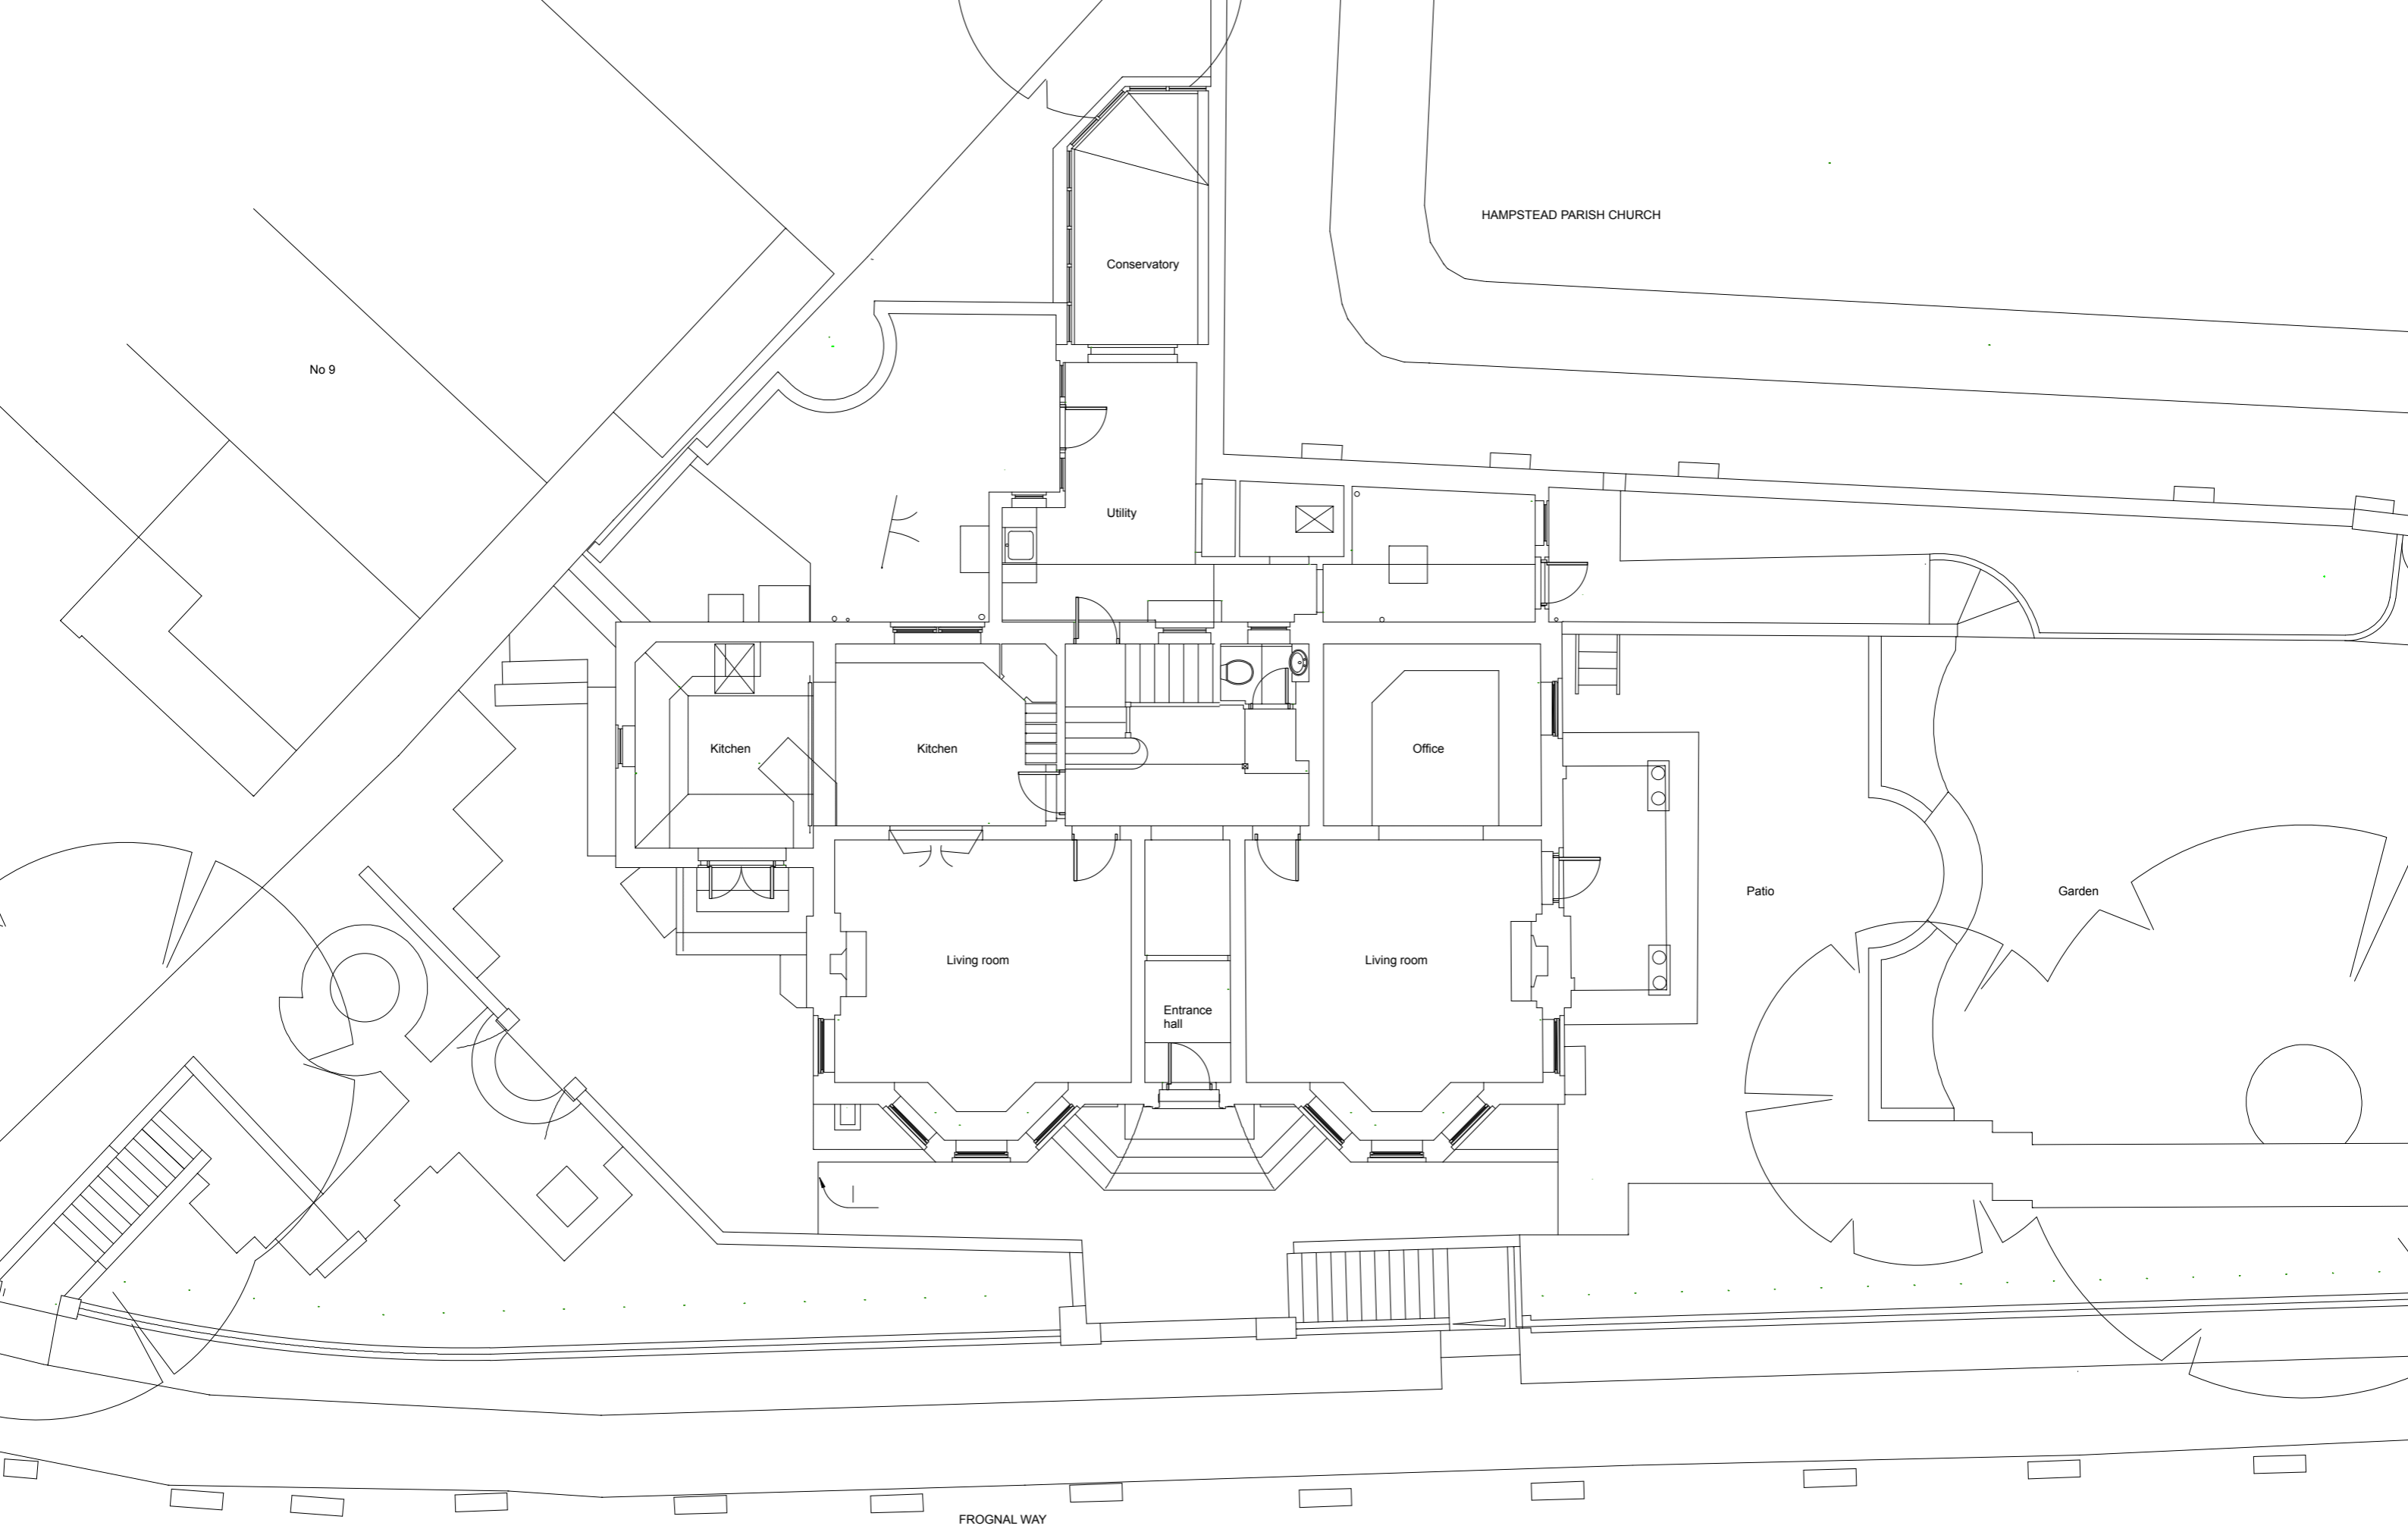 HAMPSTEAD PARISH CHURCH
Conservatory
No 9
Utility
Kitchen
Kitchen
Office
Patio
Garden
Living room
Living room
Entrance
hall
FROGNAL WAY